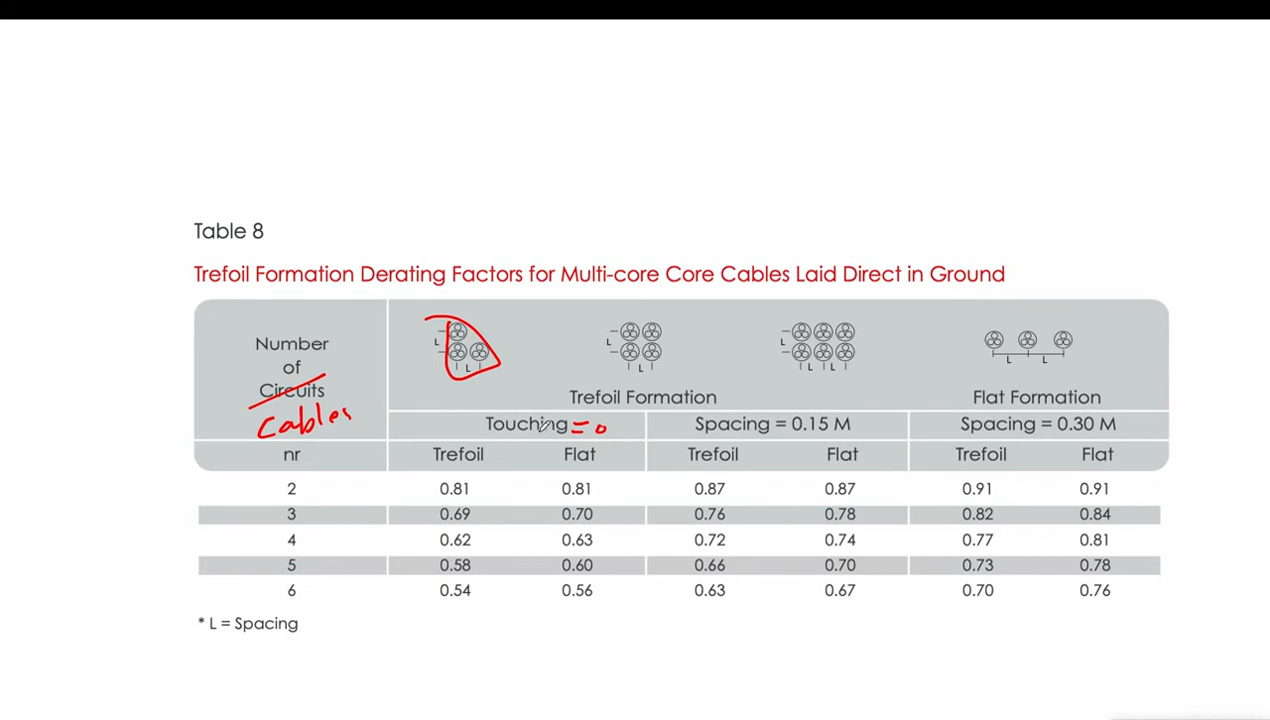 Table 8
Trefoil Formation Derating Factors for Multi-core Core Cables Laid Direct in Ground
Number
of
Circuits
Cables
nr
L L
L L
L L L
L L
Trefoil Formation Flat Formation
Touching = 0 Spacing = 0.15 M Spacing = 0.30 M
Trefoil Flat Trefoil Flat Trefoil Flat
2 0.81 0.81 0.87 0.87 0.91 0.91
3 0.69 0.70 0.76 0.78 0.82 0.84
4 0.62 0.63 0.72 0.74 0.77 0.81
5 0.58 0.60 0.66 0.70 0.73 0.78
6 0.54 0.56 0.63 0.67 0.70 0.76
* L = Spacing